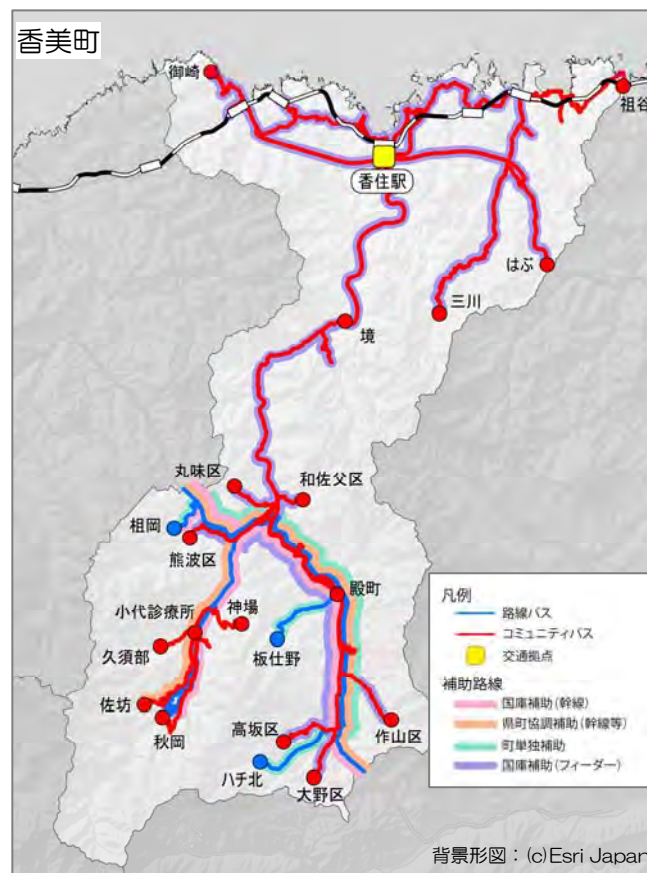 香美町
御崎
祖谷
香住駅
はぶ
三川
境
丸味区
和佐父区
祖岡
熊波区
殿町
小代診療所
神場
久須部
板仕野
佐坊
秋岡
高坂区
作山区
ハチ北
大野区
凡例
路線バス
コミュニティバス
交通拠点
補助路線
国庫補助(幹線)
県町協調補助(幹線等)
町単独補助
国庫補助(フィーダー)
背景形図:(c)Esri Japan